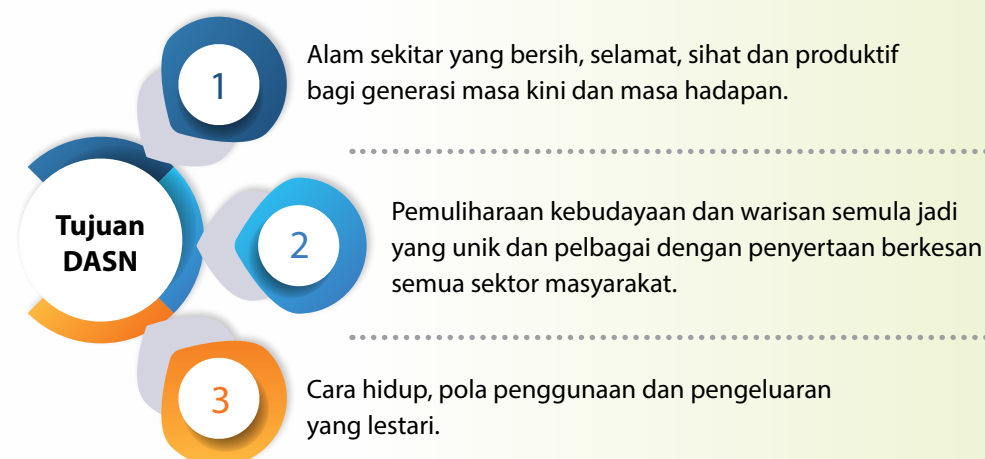 Tujuan
DASN
1
Alam sekitar yang bersih, selamat, sihat dan produktif
bagi generasi masa kini dan masa hadapan.
2
Pemuliharaan kebudayaan dan warisan semula jadi
yang unik dan pelbagai dengan penyertaan berkesan
semua sektor masyarakat.
3
Cara hidup, pola penggunaan dan pengeluaran
yang lestari.